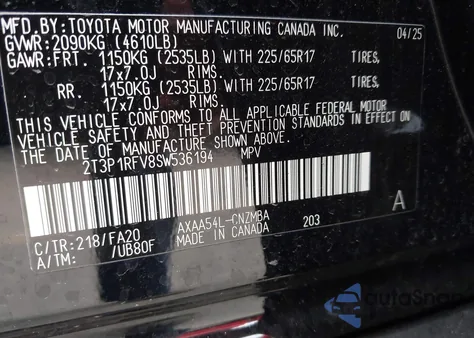 MFD.BY:TOYOTA MOTOR MANUFACTURING CANADA INC. 04/25
GVWR:2090KG (4610LB)
GAWR:FRT. 1150KG (2535LB) WITH 225/65R17 TIRES,
17x7.0J RIMS.
RR. 1150KG (2535LB) WITH 225/65R17 TIRES,
17x7.0J RIMS.
THIS VEHICLE CONFORMS TO ALL APPLICABLE FEDERAL MOTOR
VEHICLE SAFETY AND THEFT PREVENTION STANDARDS IN EFFECT ON
THE DATE OF MANUFACTURE SHOWN ABOVE.
2T3P1RFV8SW536194 MPV
A
C/TR:218/FA20 AXAA54L-CNZMBA 203
A/TM: /UB80F MADE IN CANADA
autoSnap